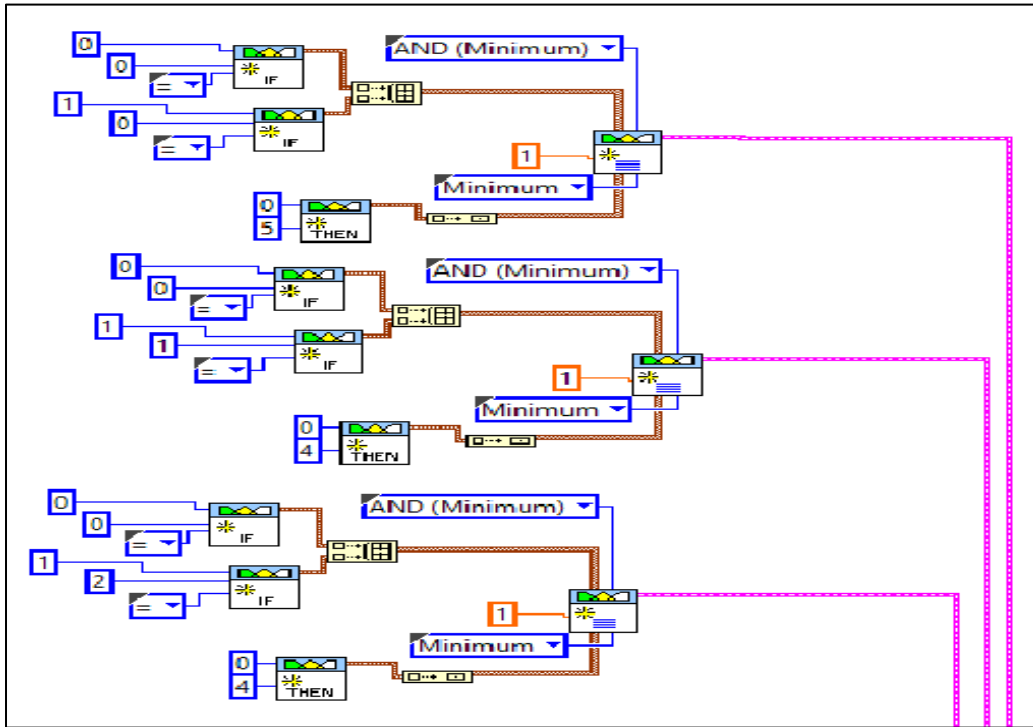 0
AND (Minimum)
0
=
IF
1
0
=
IF
1
Minimum
0
5
THEN
0
AND (Minimum)
0
=
IF
1
1
=
IF
1
Minimum
0
4
THEN
0
AND (Minimum)
0
=
IF
1
2
=
IF
1
Minimum
0
4
THEN